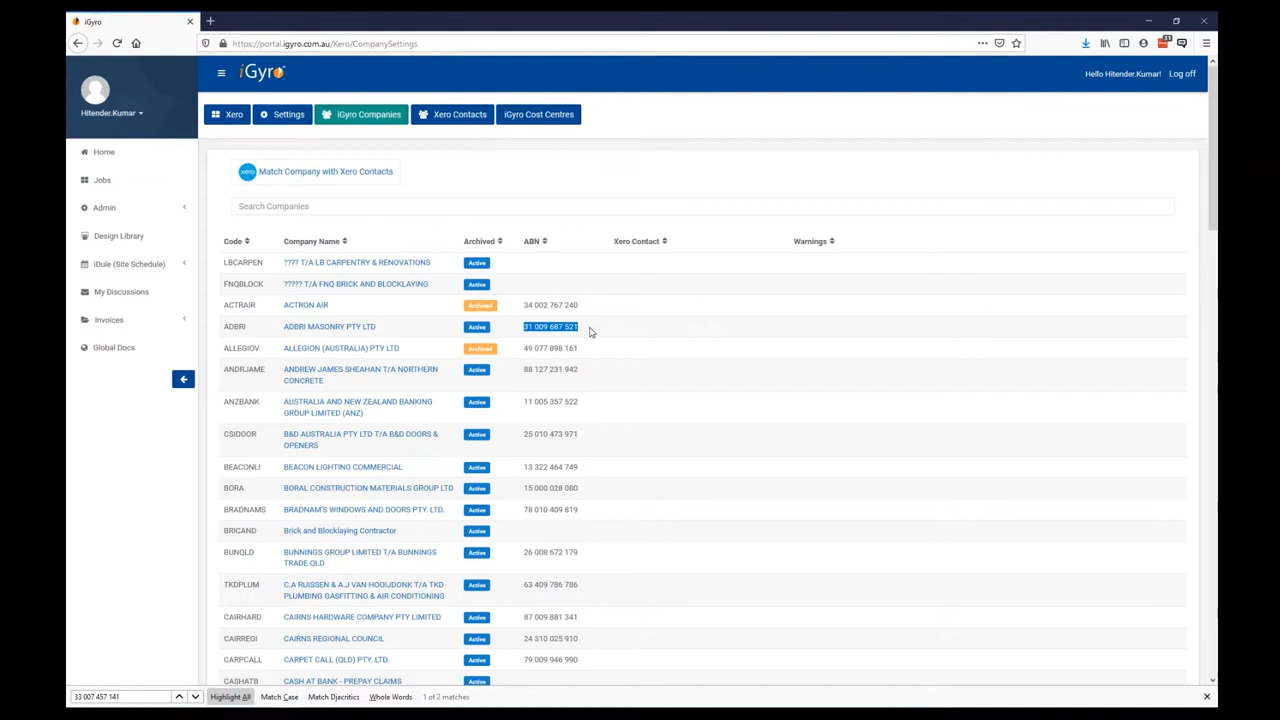 iGyro
https://portal.igyro.com.au/Xero/CompanySettings
31
iGyro
Hello Hitender.Kumar! Log off
Hitender.Kumar
Xero Settings iGyro Companies Xero Contacts iGyro Cost Centres
Home
Jobs
Admin
Design Library
iDule (Site Schedule)
My Discussions
Invoices
Global Docs
xero Match Company with Xero Contacts
Search Companies
Code Company Name Archived ABN Xero Contact Warnings
LBCARPEN ???? T/A LB CARPENTRY & RENOVATIONS Active
FNQBLOCK ????? T/A FNQ BRICK AND BLOCKLAYING Active
ACTRAIR ACTRON AIR Archived 34 002 767 240
ADBRI ADBRI MASONRY PTY LTD Active 31 009 687 521
ALLEGIOV ALLEGION (AUSTRALIA) PTY LTD Archived 49 077 898 161
ANDRJAME ANDREW JAMES SHEAHAN T/A NORTHERN Active 88 127 231 942
CONCRETE
ANZBANK AUSTRALIA AND NEW ZEALAND BANKING Active 11 005 357 522
GROUP LIMITED (ANZ)
CSIDOOR B&D AUSTRALIA PTY LTD T/A B&D DOORS & Active 25 010 473 971
OPENERS
BEACONLI BEACON LIGHTING COMMERCIAL Active 13 322 464 749
BORA BORAL CONSTRUCTION MATERIALS GROUP LTD Active 15 000 028 080
BRADNAMS BRADNAM'S WINDOWS AND DOORS PTY. LTD. Active 78 010 409 819
BRICAND Brick and Blocklaying Contractor Active
BUNQLD BUNNINGS GROUP LIMITED T/A BUNNINGS Active 26 008 672 179
TRADE QLD
TKDPLUM C.A RUISSEN & A.J VAN HOOIJDONK T/A TKD Active 63 409 786 786
PLUMBING GASFITTING & AIR CONDITIONING
CAIRHARD CAIRNS HARDWARE COMPANY PTY LIMITED Active 87 009 881 341
CAIRREGI CAIRNS REGIONAL COUNCIL Active 24 310 025 910
CARPCALL CARPET CALL (QLD) PTY. LTD. Active 79 009 946 990
CASHATB CASH AT BANK - PREPAY CLAIMS Active
33 007 457 141 Highlight All Match Case Match Diacritics Whole Words 1 of 2 matches